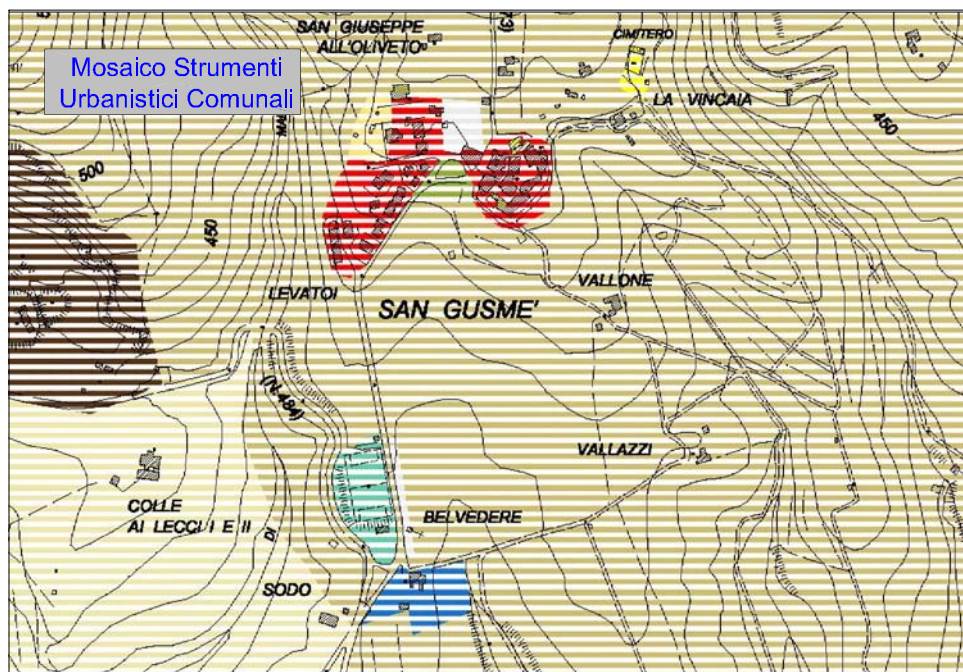 SAN GIUSEPPE
ALL'OLIVETO
CIMITERO
Mosaico Strumenti
Urbanistici Comunali
LA VINCAIA
450
500
450
VALLONE
LEVATOI
SAN GUSME'
(N-484)
VALLAZZI
COLLE
AI LECCI I E II
BELVEDERE
DI
SODO